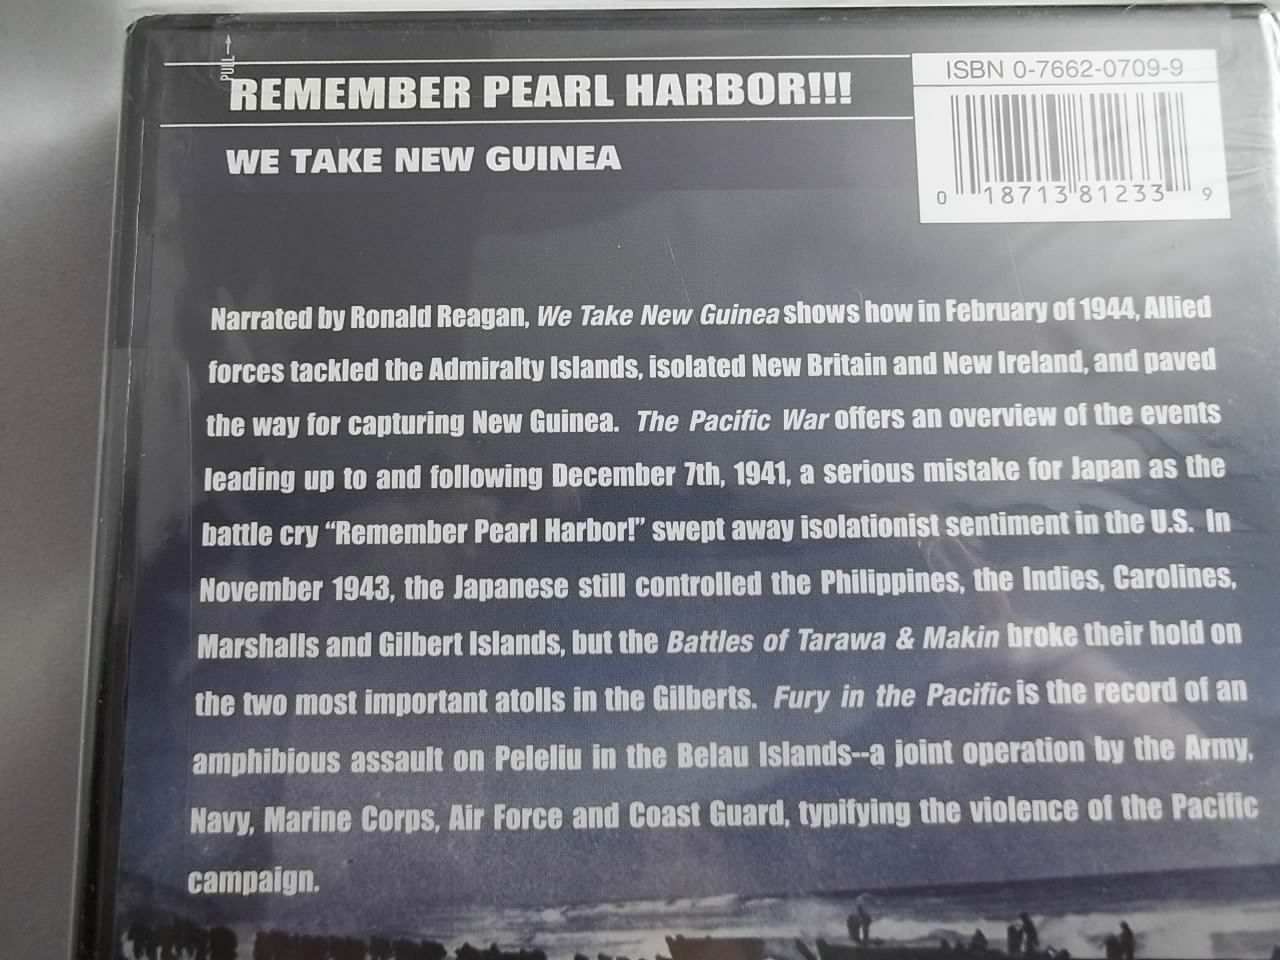 PULL
REMEMBER PEARL HARBOR!!!
WE TAKE NEW GUINEA
ISBN 0-7662-0709-9
0 18713 81233 9
Narrated by Ronald Reagan, We Take New Guinea shows how in February of 1944, Allied
forces tackled the Admiralty Islands, isolated New Britain and New Ireland, and paved
the way for capturing New Guinea. The Pacific War offers an overview of the events
leading up to and following December 7th, 1941, a serious mistake for Japan as the
battle cry “Remember Pearl Harbor!” swept away isolationist sentiment in the U.S. In
November 1943, the Japanese still controlled the Philippines, the Indies, Carolines,
Marshalls and Gilbert Islands, but the Battles of Tarawa & Makin broke their hold on
the two most important atolls in the Gilberts. Fury in the Pacific is the record of an
amphibious assault on Peleliu in the Belau Islands--a joint operation by the Army,
Navy, Marine Corps, Air Force and Coast Guard, typifying the violence of the Pacific
campaign.